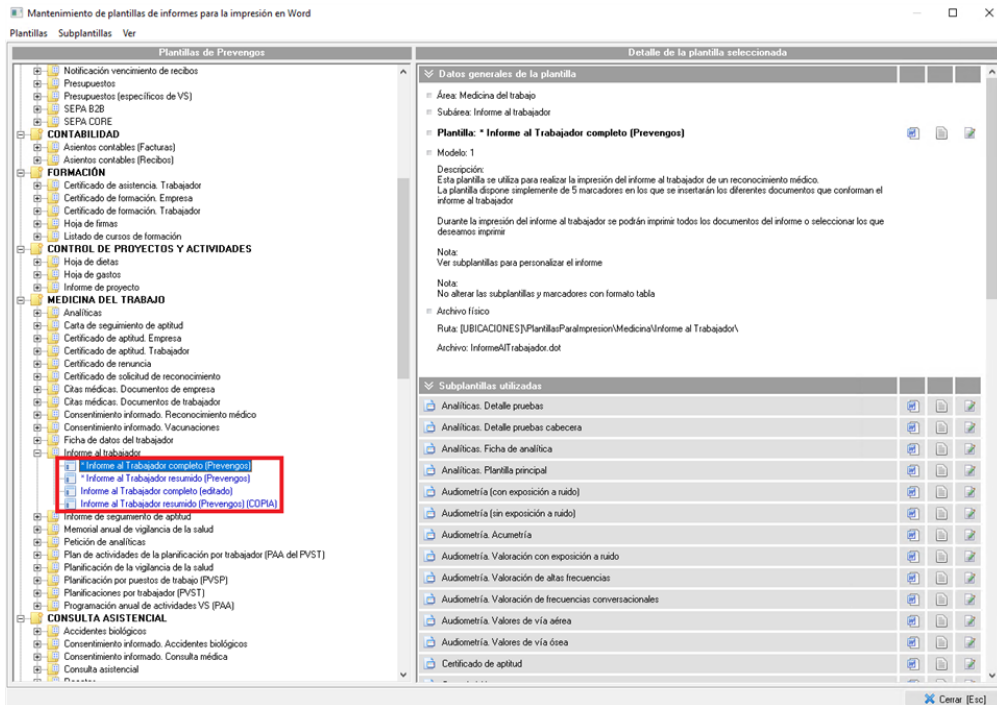 Mantenimiento de plantillas de informes para la impresión en Word
Plantillas Subplantillas Ver
Plantillas de Prevengos
Notificación vencimiento de recibos
Presupuestos
Presupuestos (específicos de VS)
SEPA B2B
SEPA CORE
CONTABILIDAD
Asientos contables (Facturas)
Asientos contables (Recibos)
FORMACIÓN
Certificado de asistencia. Trabajador
Certificado de formación. Empresa
Certificado de formación. Trabajador
Hoja de firmas
Listado de cursos de formación
CONTROL DE PROYECTOS Y ACTIVIDADES
Hoja de dietas
Hoja de gastos
Informe de proyecto
MEDICINA DEL TRABAJO
Analíticas
Carta de seguimiento de aptitud
Certificado de aptitud. Empresa
Certificado de aptitud. Trabajador
Certificado de renuncia
Certificado de solicitud de reconocimiento
Citas médicas. Documentos de empresa
Citas médicas. Documentos de trabajador
Consentimiento informado. Reconocimiento médico
Consentimiento informado. Vacunaciones
Ficha de datos del trabajador
Informe al trabajador
* Informe al Trabajador completo (Prevengos)
* Informe al Trabajador resumido (Prevengos)
Informe al Trabajador completo (editado)
Informe al Trabajador resumido (Prevengos) (COPIA)
Informe de seguimiento de aptitud
Memorial anual de vigilancia de la salud
Petición de analíticas
Plan de actividades de la planificación por trabajador (PAA del PVST)
Planificación de la vigilancia de la salud
Planificación por puestos de trabajo (PVSP)
Planificaciones por trabajador (PVST)
Programación anual de actividades VS (PAA)
CONSULTA ASISTENCIAL
Accidentes biológicos
Consentimiento informado. Accidentes biológicos
Consentimiento informado. Consulta médica
Consulta asistencial
Detalle de la plantilla seleccionada
Datos generales de la plantilla
Área: Medicina del trabajo
Subárea: Informe al trabajador
Plantilla: * Informe al Trabajador completo (Prevengos)
Modelo: 1
Descripción:
Esta plantilla se utiliza para realizar la impresión del informe al trabajador de un reconocimiento médico.
La plantilla dispone simplemente de 5 marcadores en los que se insertarán los diferentes documentos que conforman el
informe al trabajador
Durante la impresión del informe al trabajador se podrán imprimir todos los documentos del informe o seleccionar los que
deseamos imprimir
Nota:
Ver subplantillas para personalizar el informe
Nota:
No alterar las subplantillas y marcadores con formato tabla
Archivo físico
Ruta: [UBICACIONES]\PlantillasParaImpresion\Medicina\Informe al Trabajador\
Archivo: InformeAlTrabajador.dot
Subplantillas utilizadas
Analíticas. Detalle pruebas
Analíticas. Detalle pruebas cabecera
Analíticas. Ficha de analítica
Analíticas. Plantilla principal
Audiometría (con exposición a ruido)
Audiometría (sin exposición a ruido)
Audiometría. Acumetría
Audiometría. Valoración con exposición a ruido
Audiometría. Valoración de altas frecuencias
Audiometría. Valoración de frecuencias conversacionales
Audiometría. Valores de vía aérea
Audiometría. Valores de vía ósea
Certificado de aptitud
Cerrar [Esc]